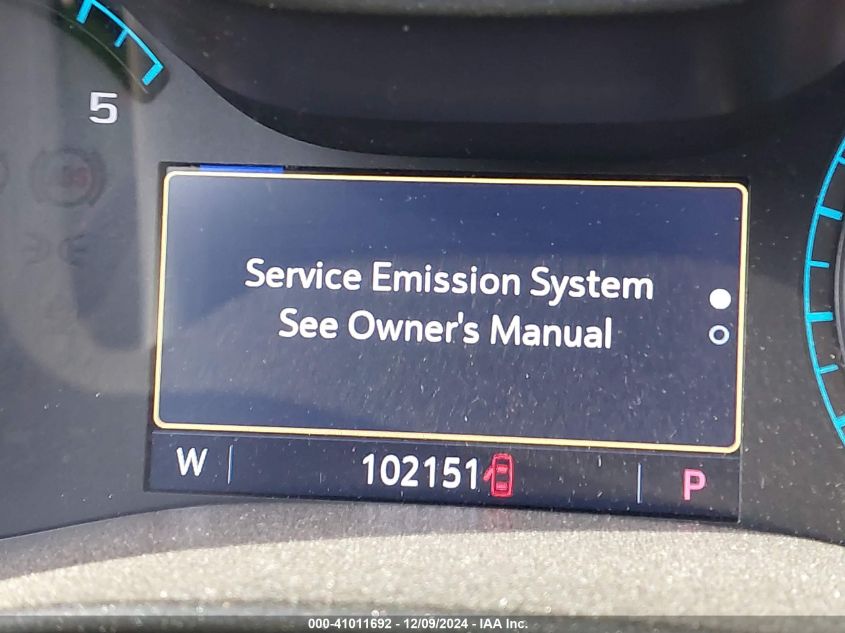 5
Service Emission System
See Owner's Manual
W 102151 P
000-41011692 - 12/09/2024 - IAA Inc.